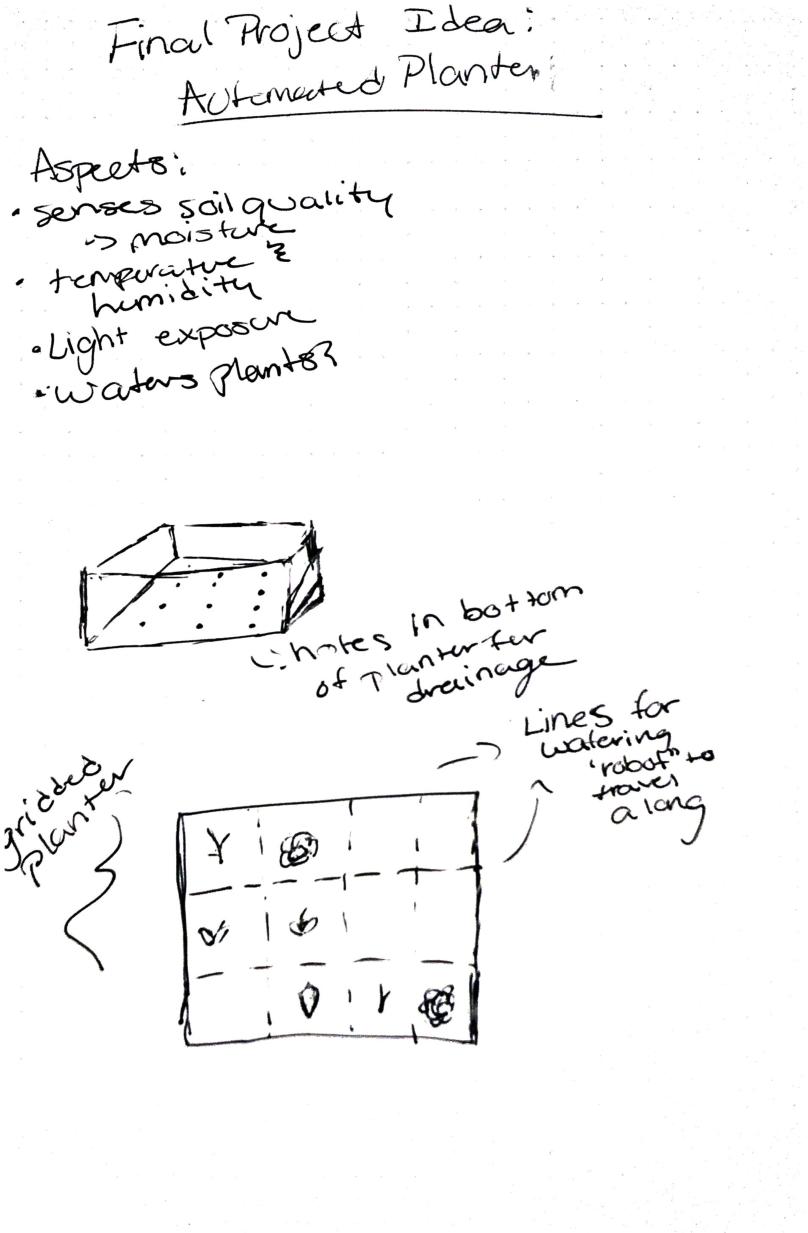 Final Project Idea:
Automated Planter
Aspects:
• senses soil quality
↳ moisture
• temperature &
humidity
• Light exposure
• waters plants?
↳ holes in bottom
of planter for
drainage
Lines for
watering
"robot" to
travel
along
gridded
planter